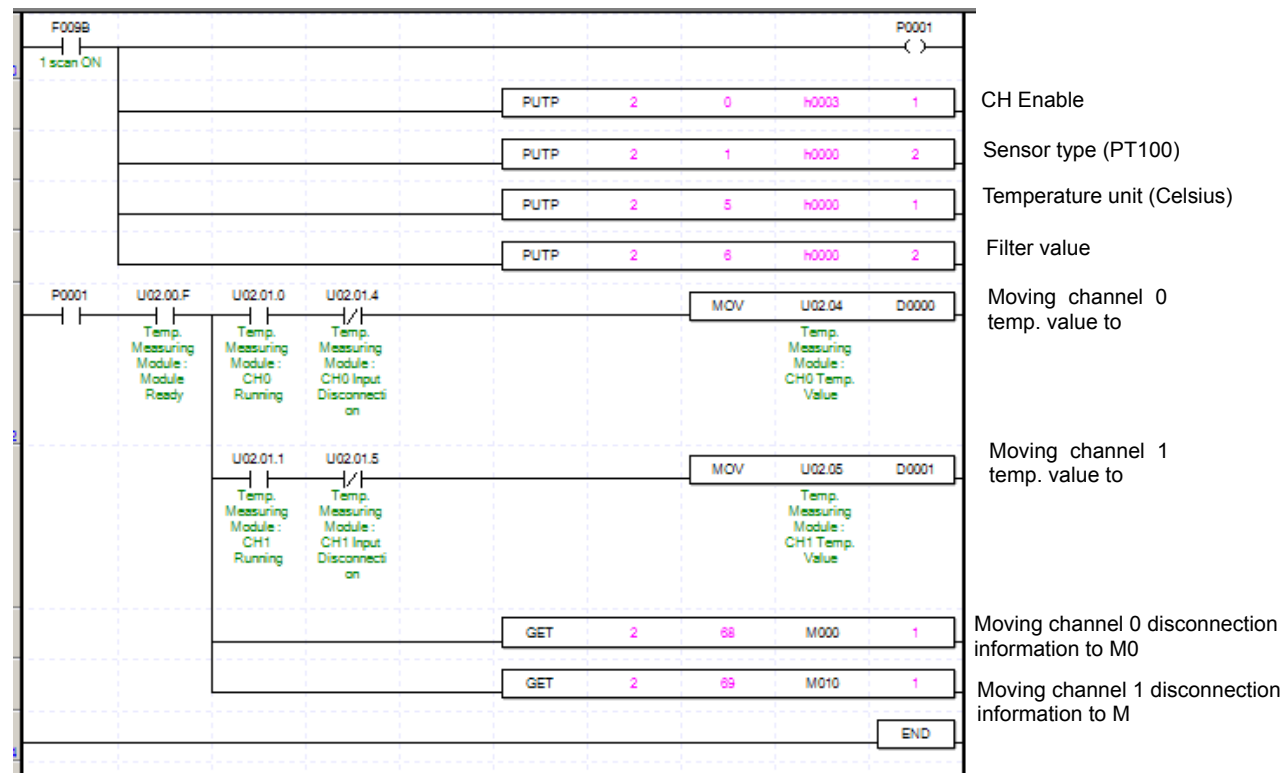 F009B
P0001
1 scan ON
PUTP 2 0 h0003 1
CH Enable
PUTP 2 1 h0000 2
Sensor type (PT100)
PUTP 2 5 h0000 1
Temperature unit (Celsius)
PUTP 2 6 h0000 2
Filter value
P0001 U02.00.F U02.01.0 U02.01.4
MOV U02.04 D0000
Moving channel 0
temp. value to
Temp.
Measuring
Module :
Module
Ready
Temp.
Measuring
Module :
CH0
Running
Temp.
Measuring
Module :
CH0 Input
Disconnecti
on
Temp.
Measuring
Module :
CH0 Temp.
Value
U02.01.1 U02.01.5
MOV U02.05 D0001
Moving channel 1
temp. value to
Temp.
Measuring
Module :
CH1
Running
Temp.
Measuring
Module :
CH1 Input
Disconnecti
on
Temp.
Measuring
Module :
CH1 Temp.
Value
GET 2 68 M000 1
Moving channel 0 disconnection
information to M0
GET 2 69 M010 1
Moving channel 1 disconnection
information to M
END